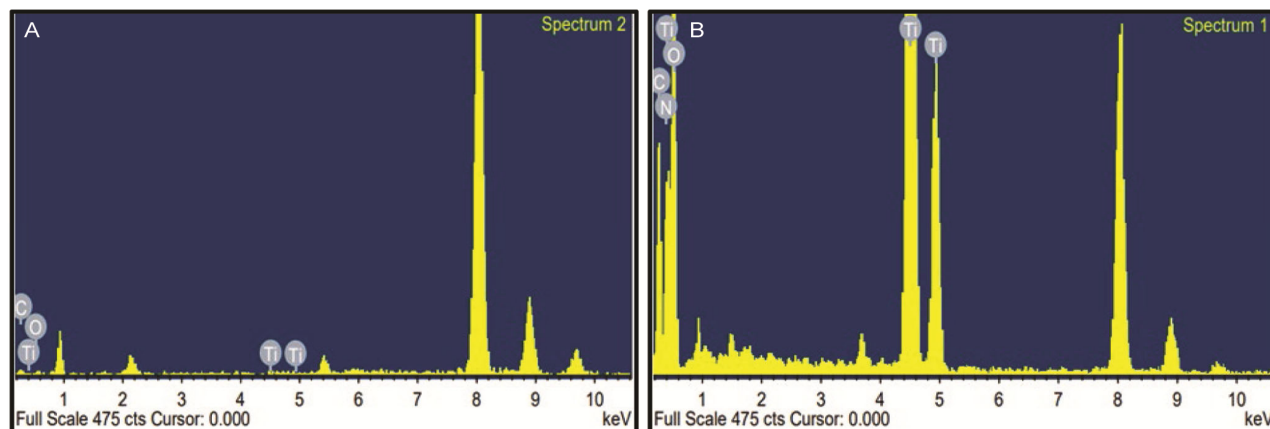 A
Spectrum 2
C
O
Ti
Ti
Ti
1 2 3 4 5 6 7 8 9 10
Full Scale 475 cts Cursor: 0.000 keV
B
Spectrum 1
Ti
O
C
N
Ti
Ti
1 2 3 4 5 6 7 8 9 10
Full Scale 475 cts Cursor: 0.000 keV